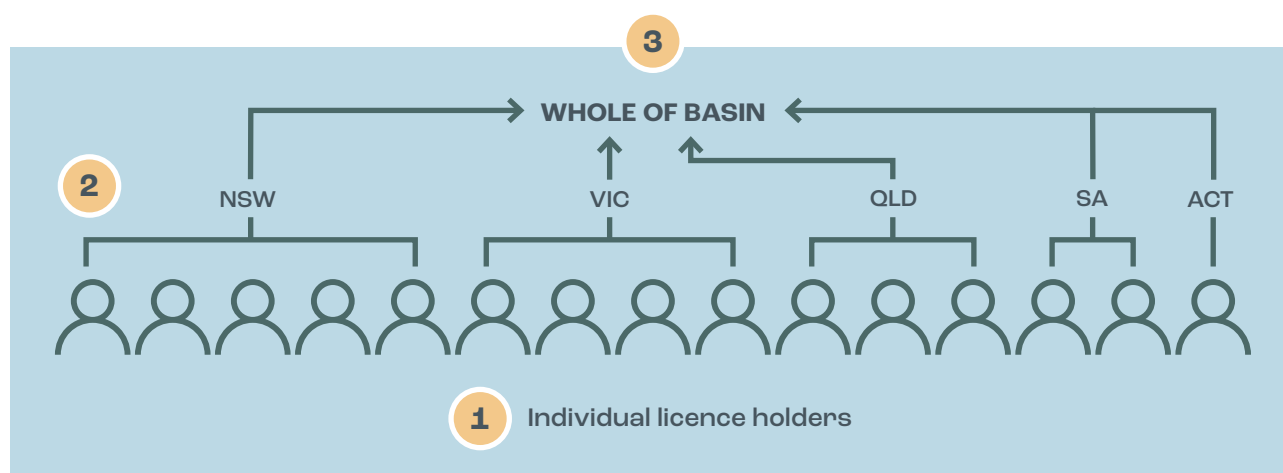 3
WHOLE OF BASIN
2
NSW VIC QLD SA ACT
1 Individual licence holders